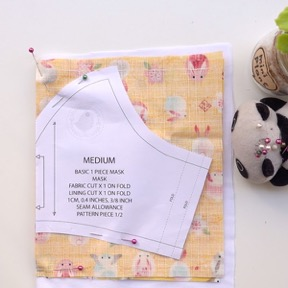 MEDIUM
BASIC 1 PIECE MASK
MASK
FABRIC CUT X 1 ON FOLD
LINING CUT X 1 ON FOLD
1CM, 0.4 INCHES, 3/8 INCH
SEAM ALLOWANCE
PATTERN PIECE 1/2